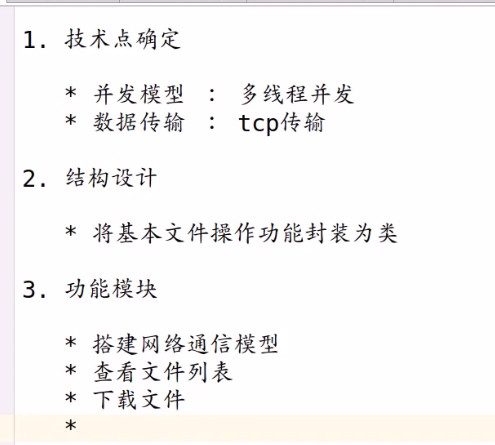 1. 技术点确定
* 并发模型 : 多线程并发
* 数据传输 : tcp传输
2. 结构设计
* 将基本文件操作功能封装为类
3. 功能模块
* 搭建网络通信模型
* 查看文件列表
* 下载文件
*